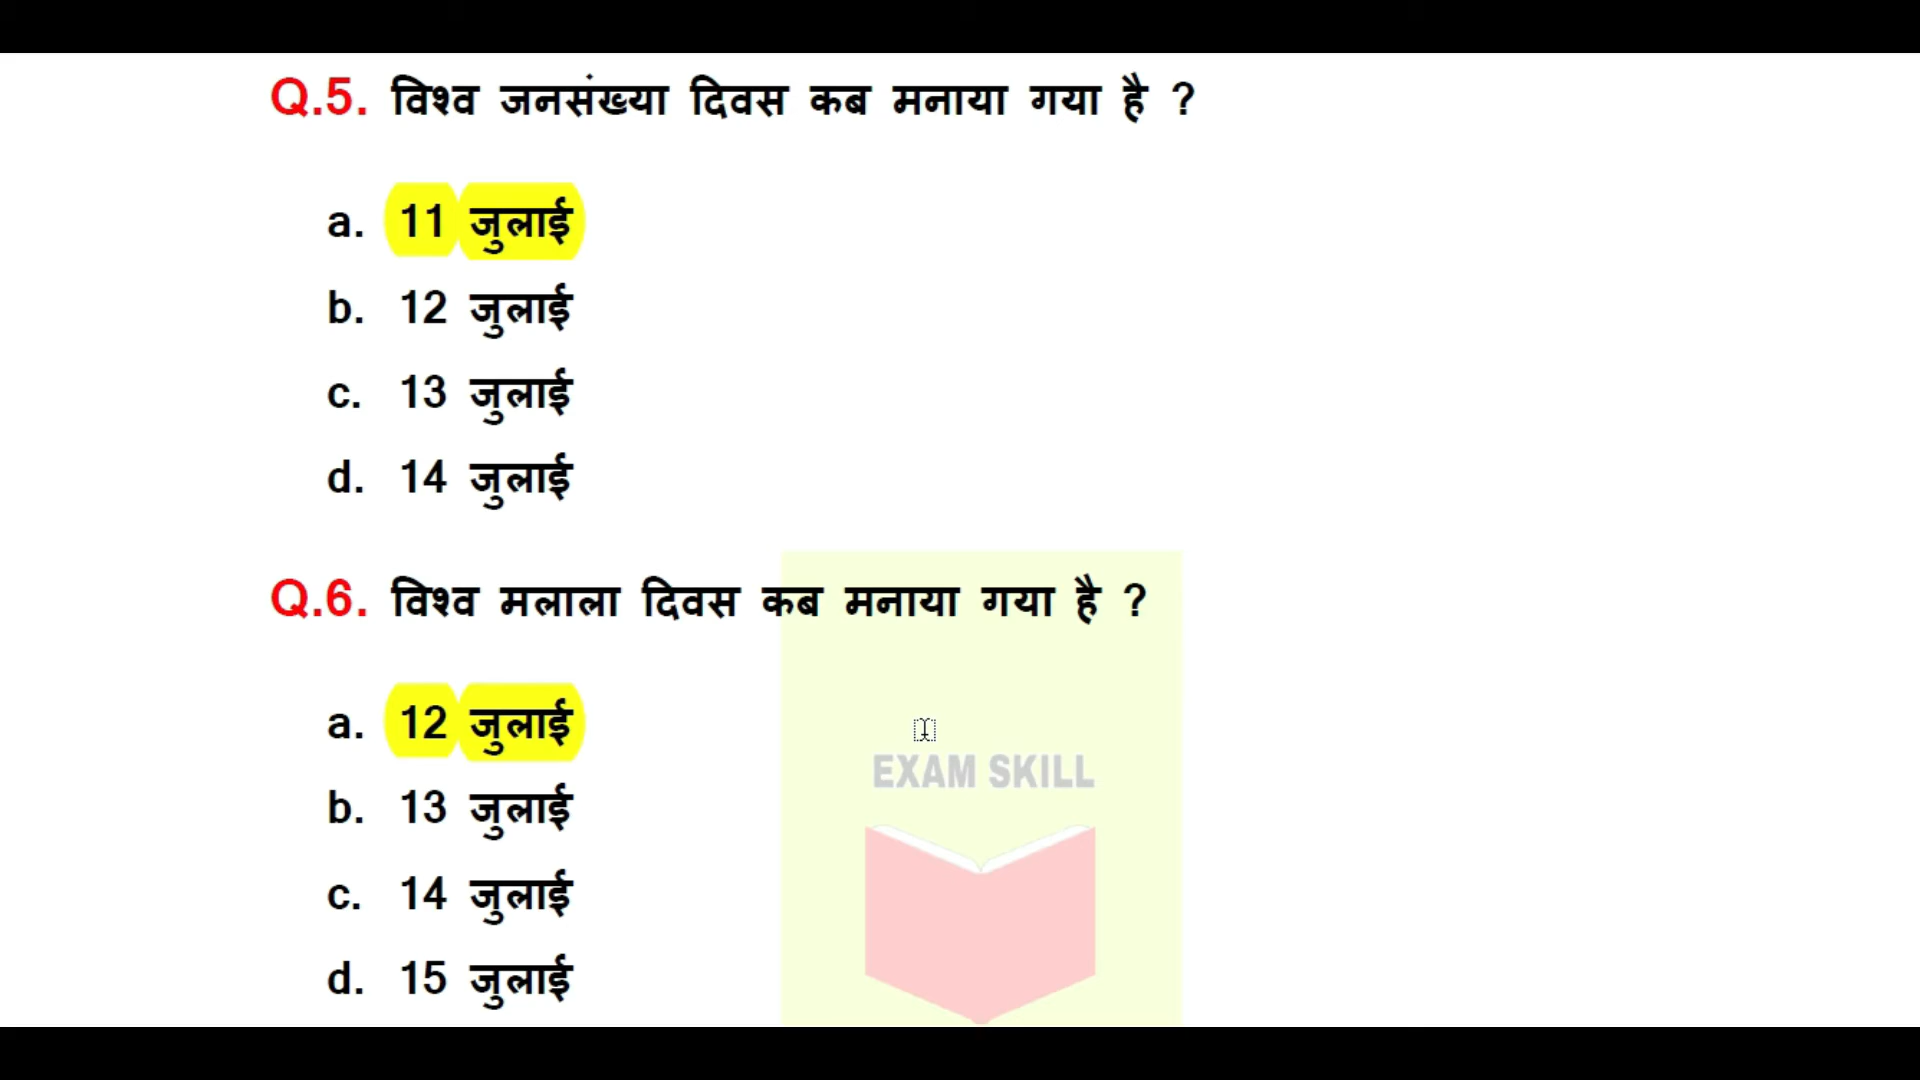 Q.5. विश्व जनसंख्या दिवस कब मनाया गया है ?
a. 11 जुलाई
b. 12 जुलाई
c. 13 जुलाई
d. 14 जुलाई
Q.6. विश्व मलाला दिवस कब मनाया गया है ?
a. 12 जुलाई
b. 13 जुलाई
c. 14 जुलाई
d. 15 जुलाई
EXAM SKILL